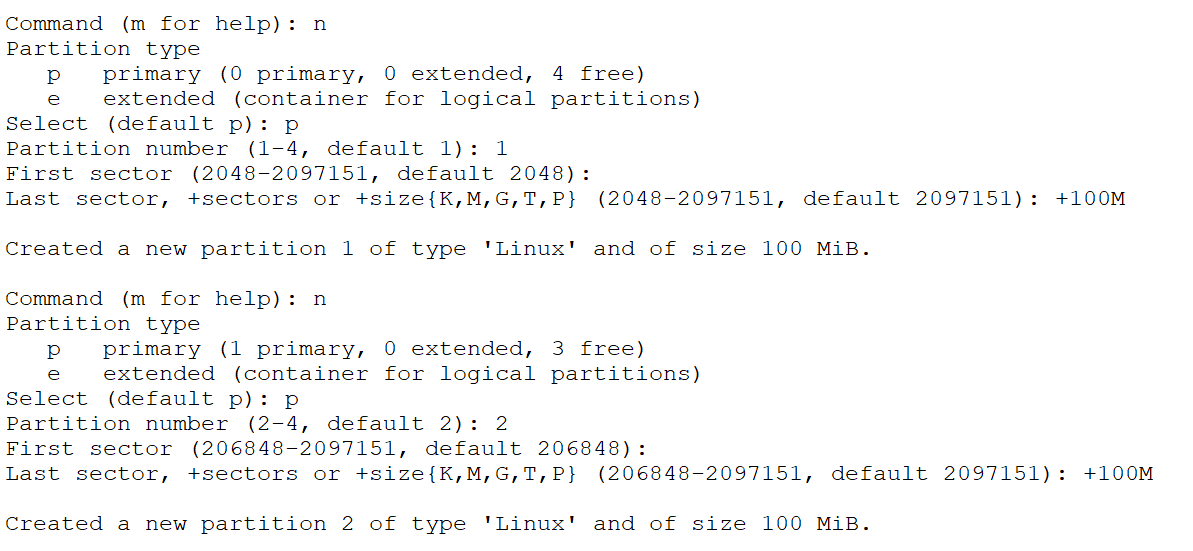 Command (m for help): n
Partition type
   p   primary (0 primary, 0 extended, 4 free)
   e   extended (container for logical partitions)
Select (default p): p
Partition number (1-4, default 1): 1
First sector (2048-2097151, default 2048):
Last sector, +sectors or +size{K,M,G,T,P} (2048-2097151, default 2097151): +100M

Created a new partition 1 of type 'Linux' and of size 100 MiB.

Command (m for help): n
Partition type
   p   primary (1 primary, 0 extended, 3 free)
   e   extended (container for logical partitions)
Select (default p): p
Partition number (2-4, default 2): 2
First sector (206848-2097151, default 206848):
Last sector, +sectors or +size{K,M,G,T,P} (206848-2097151, default 2097151): +100M

Created a new partition 2 of type 'Linux' and of size 100 MiB.